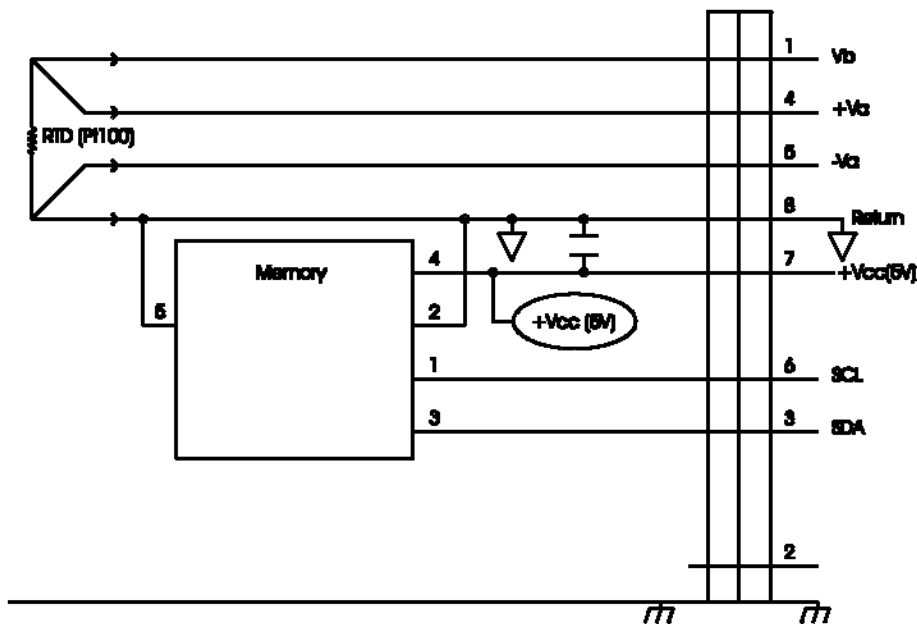 1 Vb
4 +Va
RTD (Pt100)
5 -Va
8 Return
Memory
4
7 +Vcc(5V)
5
2
+Vcc (5V)
1
6 SCL
3
3 SDA
2